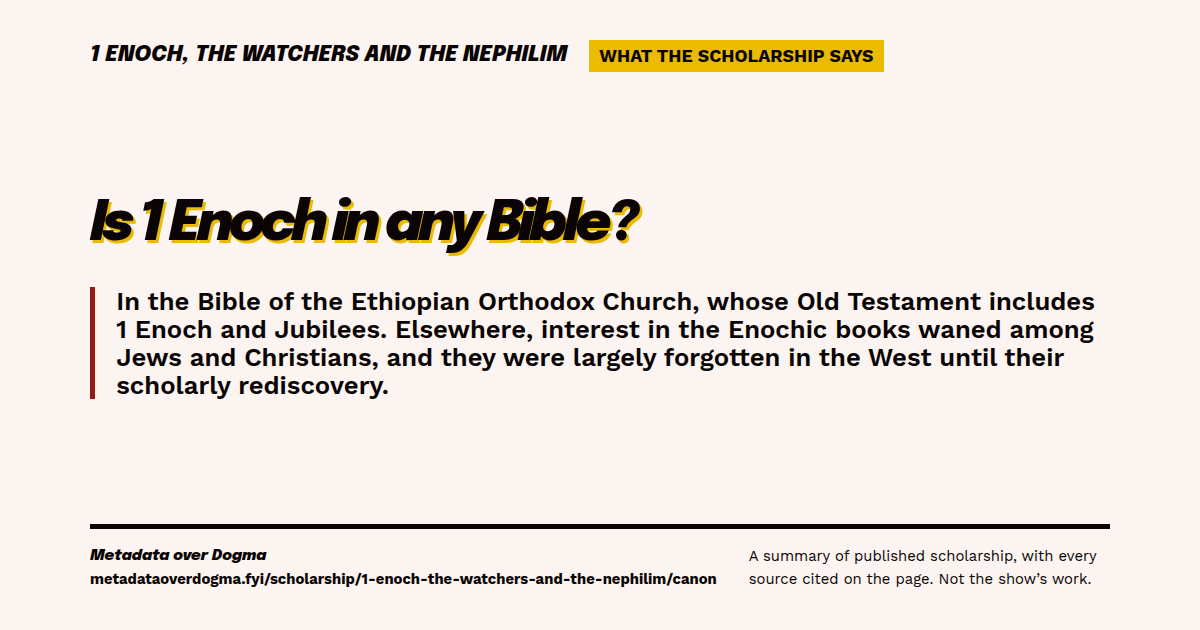 1 ENOCH, THE WATCHERS AND THE NEPHILIM
WHAT THE SCHOLARSHIP SAYS
Is 1 Enoch in any Bible?
In the Bible of the Ethiopian Orthodox Church, whose Old Testament includes
1 Enoch and Jubilees. Elsewhere, interest in the Enochic books waned among
Jews and Christians, and they were largely forgotten in the West until their
scholarly rediscovery.
Metadata over Dogma
metadataoverdogma.fyi/scholarship/1-enoch-the-watchers-and-the-nephilim/canon
A summary of published scholarship, with every
source cited on the page. Not the show’s work.